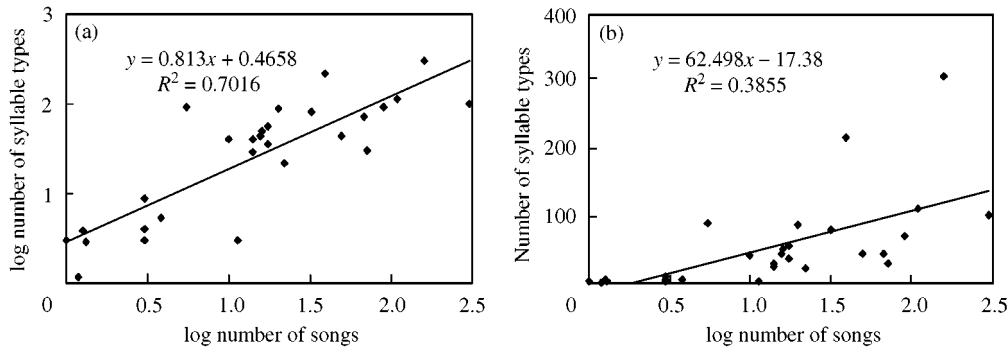 (a)
y = 0.813x + 0.4658
R² = 0.7016
log number of syllable types
3
2
1
0
0.5
1.0
1.5
2.0
2.5
log number of songs
(b)
y = 62.498x – 17.38
R² = 0.3855
Number of syllable types
400
300
200
100
0
0.5
1.0
1.5
2.0
2.5
log number of songs